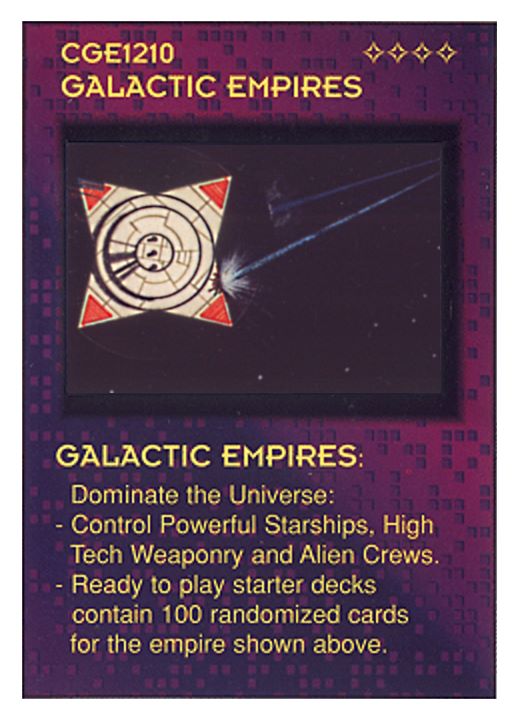 CGE1210
GALACTIC EMPIRES
GALACTIC EMPIRES:
Dominate the Universe:
- Control Powerful Starships, High
Tech Weaponry and Alien Crews.
- Ready to play starter decks
contain 100 randomized cards
for the empire shown above.